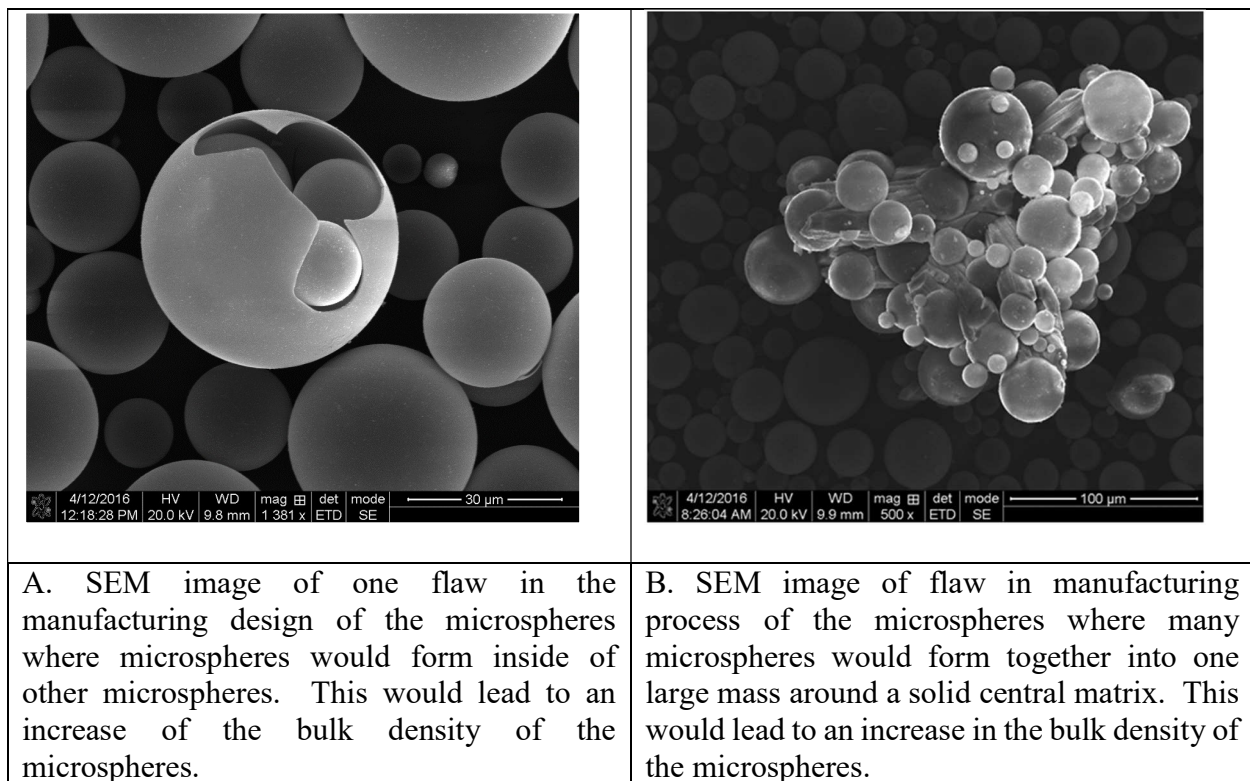 4/12/2016 HV WD mag det mode
12:18:28 PM 20.0 kV 9.8 mm 1 381 x ETD SE
30 µm
4/12/2016 HV WD mag det mode
8:26:04 AM 20.0 kV 9.9 mm 500 x ETD SE
100 µm
A. SEM image of one flaw in the
manufacturing design of the microspheres
where microspheres would form inside of
other microspheres. This would lead to an
increase of the bulk density of the
microspheres.
B. SEM image of flaw in manufacturing
process of the microspheres where many
microspheres would form together into one
large mass around a solid central matrix. This
would lead to an increase in the bulk density of
the microspheres.